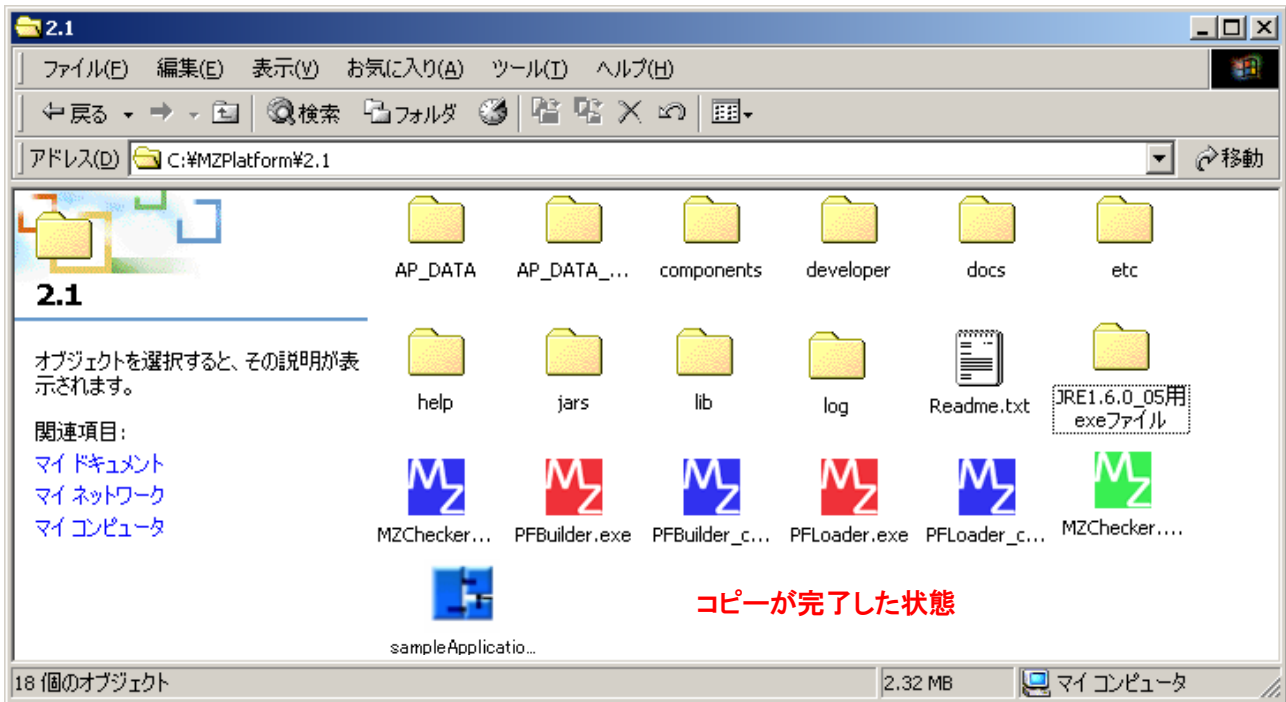 2.1
ファイル(F) 編集(E) 表示(V) お気に入り(A) ツール(T) ヘルプ(H)
戻る 検索 フォルダ
アドレス(D) C:¥MZPlatform¥2.1 移動
AP_DATA AP_DATA_... components developer docs etc
2.1
オブジェクトを選択すると、その説明が表
示されます。
help jars lib log Readme.txt JRE1.6.0_05用
exeファイル
関連項目:
マイ ドキュメント
マイ ネットワーク
マイ コンピュータ
MZ MZ MZ MZ MZ MZ
MZChecker... PFBuilder.exe PFBuilder_c... PFLoader.exe PFLoader_c... MZChecker....
コピーが完了した状態
sampleApplicatio...
18 個のオブジェクト 2.32 MB マイ コンピュータ